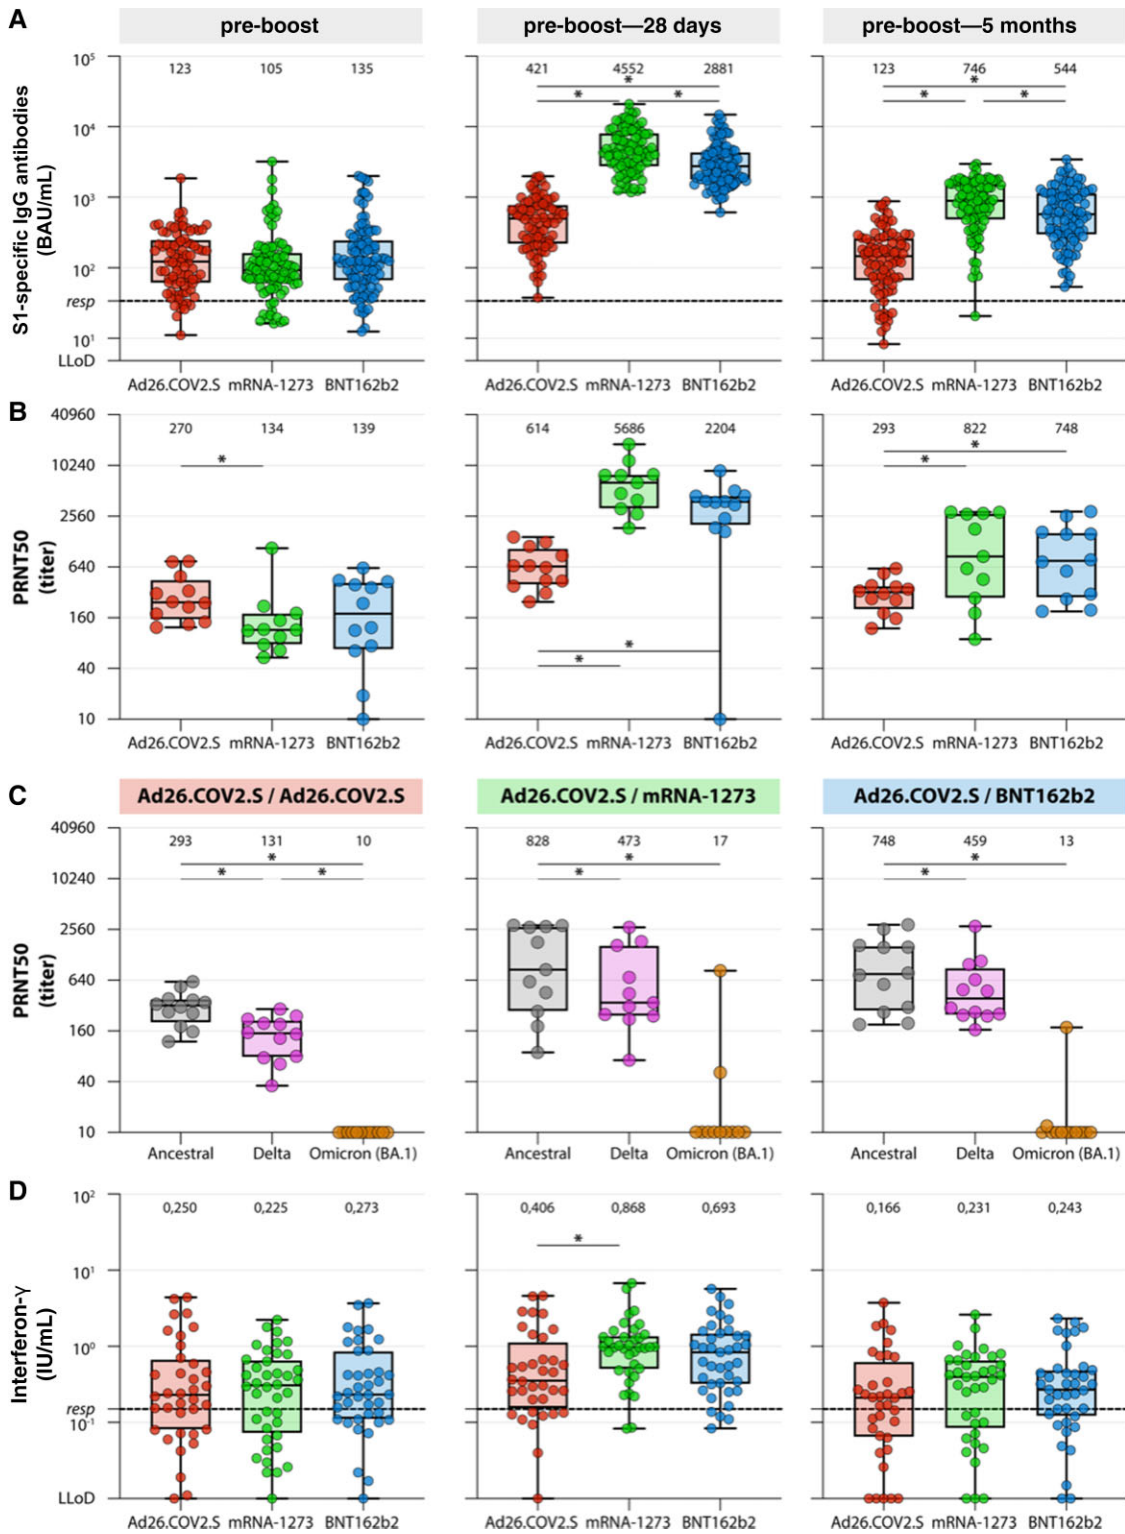 A
pre-boost
pre-boost—28 days
pre-boost—5 months
S1-specific IgG antibodies
(BAU/mL)
10⁵
10⁴
10³
10²
resp
10¹
LLoD
123 105 135
421 4552 2881
123 746 544
*
* *
*
* *
Ad26.COV2.S mRNA-1273 BNT162b2
Ad26.COV2.S mRNA-1273 BNT162b2
Ad26.COV2.S mRNA-1273 BNT162b2
B
PRNT50
(titer)
40960
10240
2560
640
160
40
10
270 134 139
*
614 5686 2204
*
*
293 822 748
*
*
Ad26.COV2.S mRNA-1273 BNT162b2
Ad26.COV2.S mRNA-1273 BNT162b2
Ad26.COV2.S mRNA-1273 BNT162b2
C
Ad26.COV2.S / Ad26.COV2.S
Ad26.COV2.S / mRNA-1273
Ad26.COV2.S / BNT162b2
PRNT50
(titer)
40960
10240
2560
640
160
40
10
293 131 10
*
* *
828 473 17
*
*
748 459 13
*
*
Ancestral Delta Omicron (BA.1)
Ancestral Delta Omicron (BA.1)
Ancestral Delta Omicron (BA.1)
D
Interferon-γ
(IU/mL)
10²
10¹
10⁰
resp
10⁻¹
LLoD
0,250 0,225 0,273
0,406 0,868 0,693
*
0,166 0,231 0,243
Ad26.COV2.S mRNA-1273 BNT162b2
Ad26.COV2.S mRNA-1273 BNT162b2
Ad26.COV2.S mRNA-1273 BNT162b2